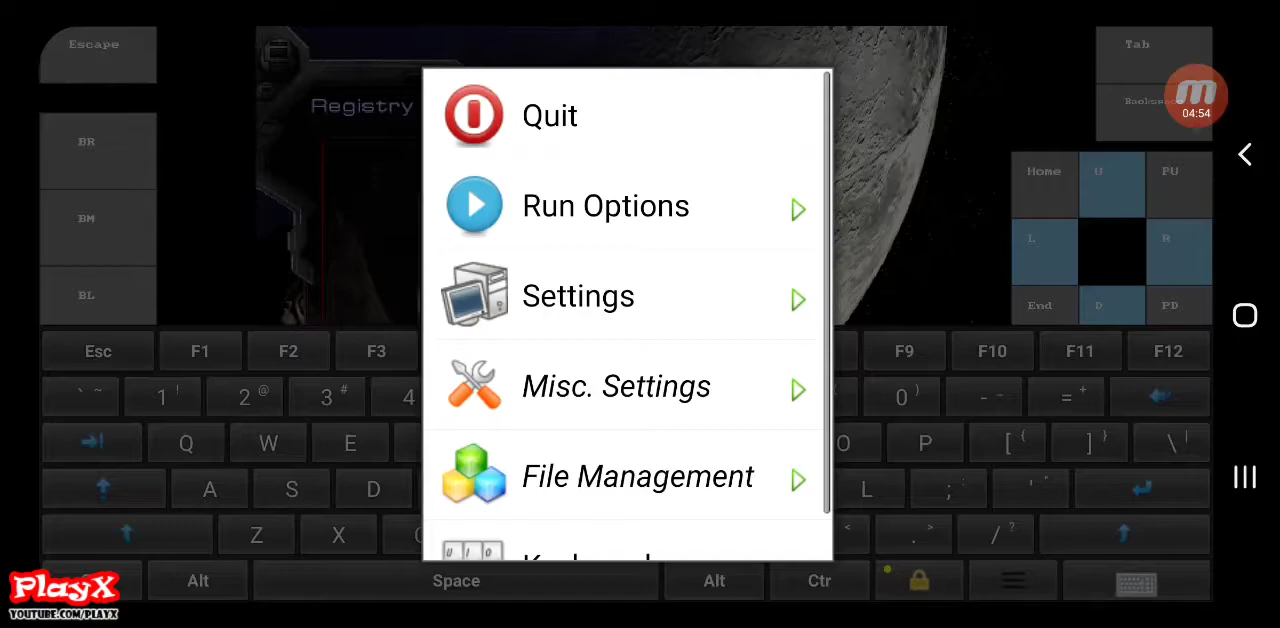 Escape
Tab
Registry
Backsp
04:54
BR
BM
BL
Home U PU
L R
End D PD
Quit
Run Options
Settings
Misc. Settings
File Management
Esc F1 F2 F3 F9 F10 F11 F12
` ~ 1 ! 2 @ 3 # 4 0 ) - = +
Q W E O P [ { ] } \ |
A S D L ; : ' "
Z X < . > / ?
PlayX
YOUTUBE.COM/PLAYX
Alt Space Alt Ctr
U I O